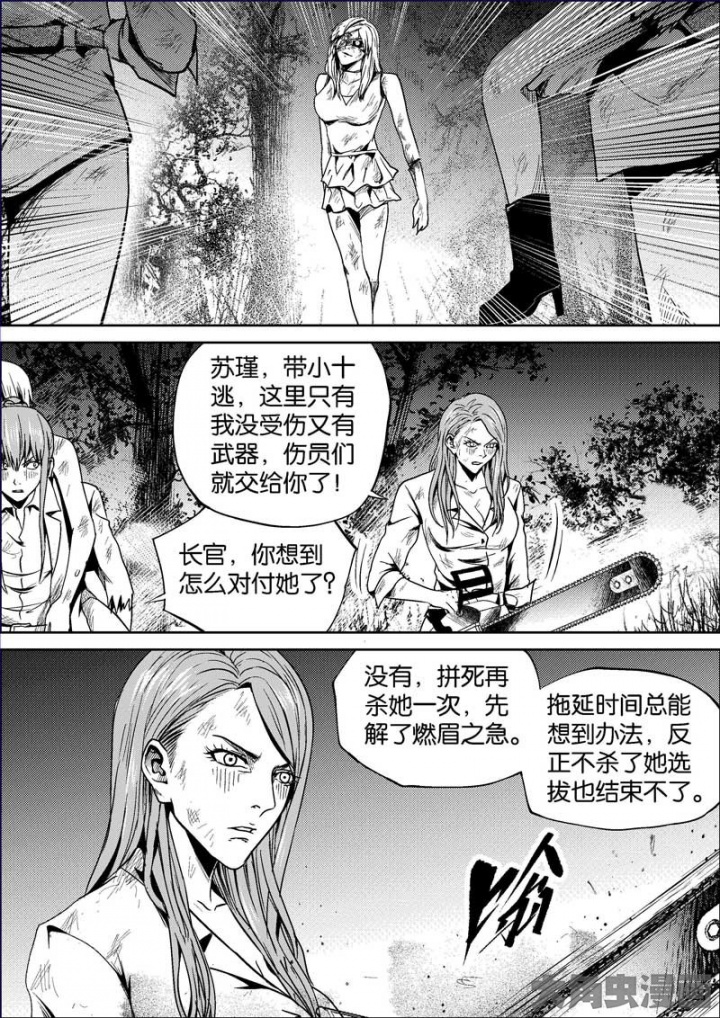 苏瑾，带小十
逃，这里只有
我没受伤又有
武器，伤员们
就交给你了！
长官，你想到
怎么对付她了？
没有，拼死再
杀她一次，先
解了燃眉之急。
拖延时间总能
想到办法，反
正不杀了她选
拔也结束不了。